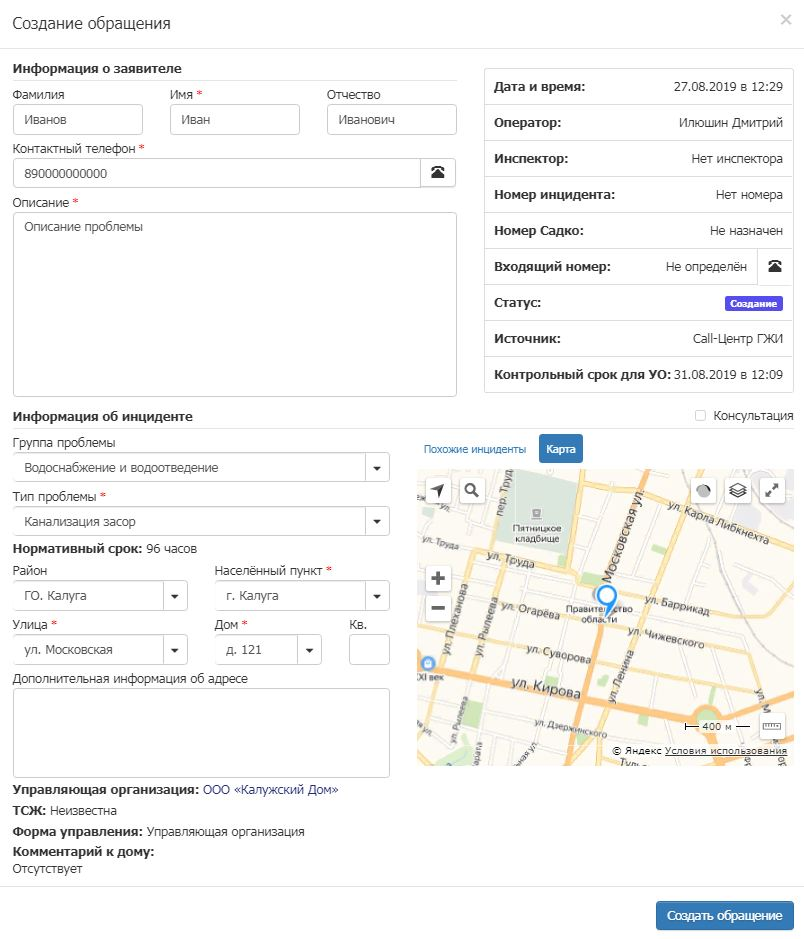 Создание обращения
×
Информация о заявителе
Фамилия
Имя *
Отчество
Иванов
Иван
Иванович
Контактный телефон *
890000000000
Описание *
Описание проблемы
Дата и время: 27.08.2019 в 12:29
Оператор: Илюшин Дмитрий
Инспектор: Нет инспектора
Номер инцидента: Нет номера
Номер Садко: Не назначен
Входящий номер: Не определён
Статус: Создание
Источник: Call-Центр ГЖИ
Контрольный срок для УО: 31.08.2019 в 12:09
Информация об инциденте
Консультация
Группа проблемы
Водоснабжение и водоотведение
Тип проблемы *
Канализация засор
Нормативный срок: 96 часов
Район
Населённый пункт *
ГО. Калуга
г. Калуга
Улица *
Дом *
Кв.
ул. Московская
д. 121
Дополнительная информация об адресе
Похожие инциденты
Карта
пер. Труда
Московская ул.
ул. Карла Либкнехта
Пятницкое
кладбище
ул. Труда
ул. Труда
ул. Плеханова
ул. Рылеева
ул. Огарёва
Правительство
области
ул. Баррикад
ул. Чижевского
ул. Суворова
ул. Ленина
XXI век
ул. Кирова
ул. Рылеева
ул. Дзержинского
400 м
© Яндекс Условия использования
Управляющая организация: ООО «Калужский Дом»
ТСЖ: Неизвестна
Форма управления: Управляющая организация
Комментарий к дому:
Отсутствует
Создать обращение